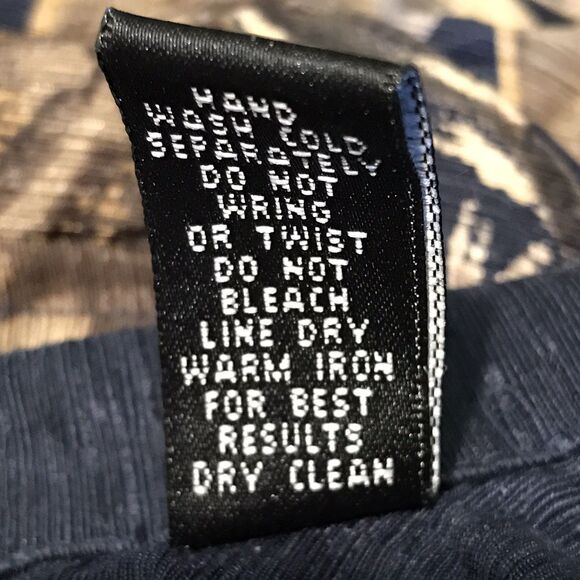 HAND
WASH COLD
SEPARATELY
DO NOT
WRING
OR TWIST
DO NOT
BLEACH
LINE DRY
WARM IRON
FOR BEST
RESULTS
DRY CLEAN